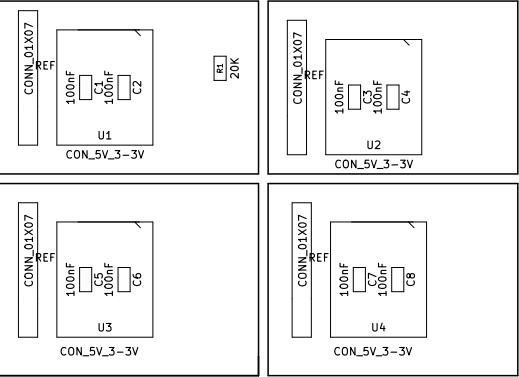 CONN_01X07
REF
100nF
C1
100nF
C2
R1
20K
U1
CON_5V_3-3V
CONN_01X07
REF
100nF
C3
100nF
C4
U2
CON_5V_3-3V
CONN_01X07
REF
100nF
C5
100nF
C6
U3
CON_5V_3-3V
CONN_01X07
REF
100nF
C7
100nF
C8
U4
CON_5V_3-3V